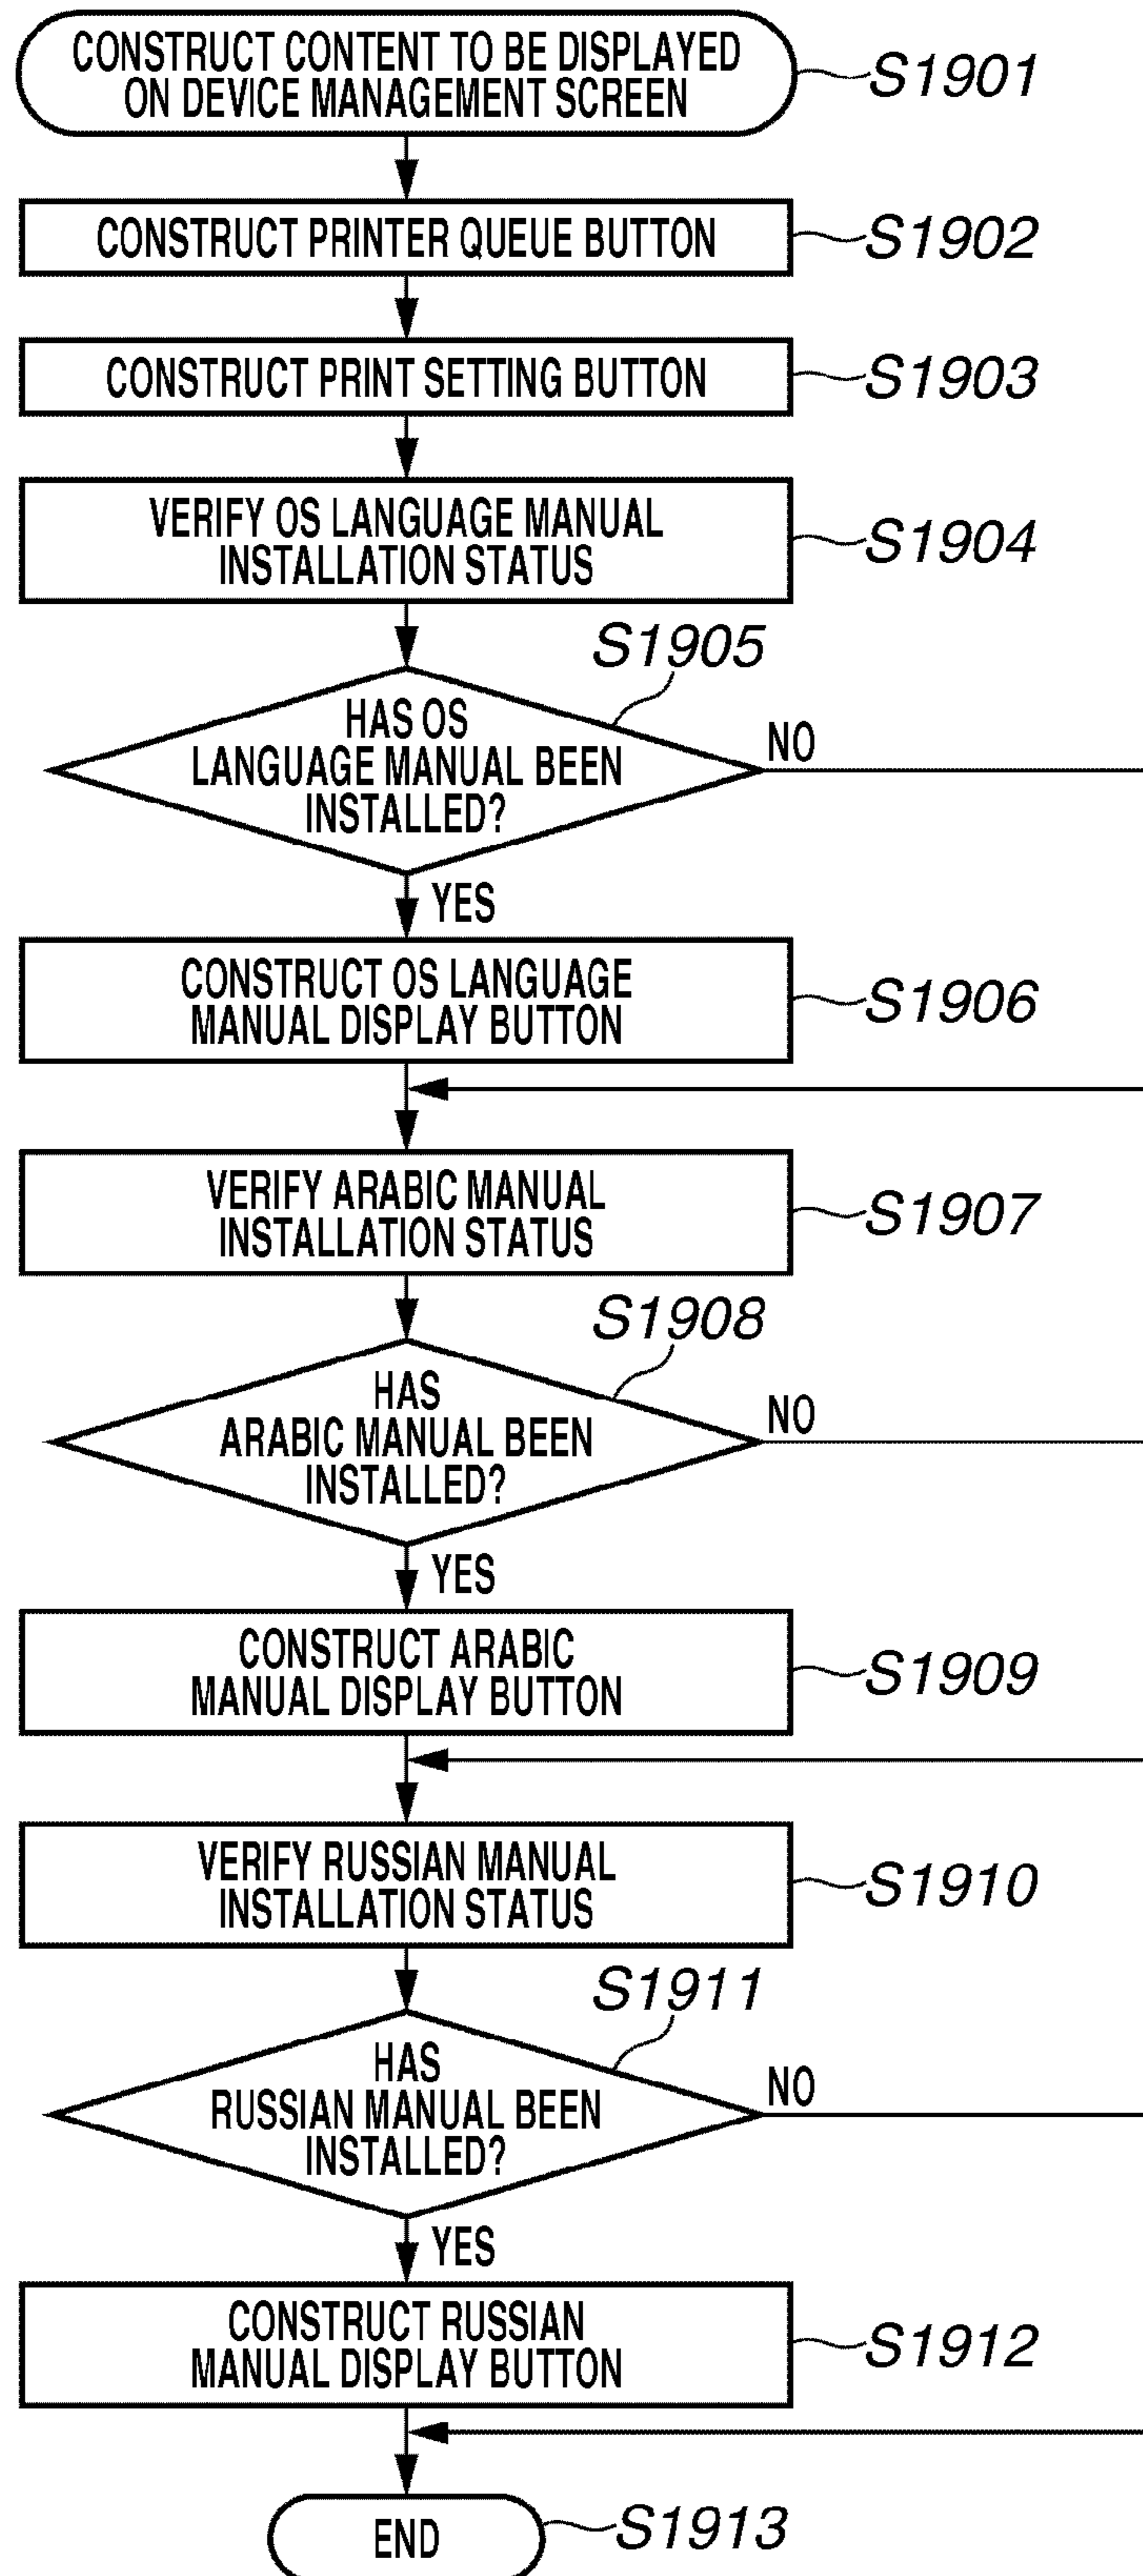 CONSTRUCT CONTENT TO BE DISPLAYED
ON DEVICE MANAGEMENT SCREEN
S1901
CONSTRUCT PRINTER QUEUE BUTTON
S1902
CONSTRUCT PRINT SETTING BUTTON
S1903
VERIFY OS LANGUAGE MANUAL
INSTALLATION STATUS
S1904
S1905
HAS OS
LANGUAGE MANUAL BEEN
INSTALLED?
NO
YES
CONSTRUCT OS LANGUAGE
MANUAL DISPLAY BUTTON
S1906
VERIFY ARABIC MANUAL
INSTALLATION STATUS
S1907
S1908
HAS
ARABIC MANUAL BEEN
INSTALLED?
NO
YES
CONSTRUCT ARABIC
MANUAL DISPLAY BUTTON
S1909
VERIFY RUSSIAN MANUAL
INSTALLATION STATUS
S1910
S1911
HAS
RUSSIAN MANUAL BEEN
INSTALLED?
NO
YES
CONSTRUCT RUSSIAN
MANUAL DISPLAY BUTTON
S1912
END
S1913